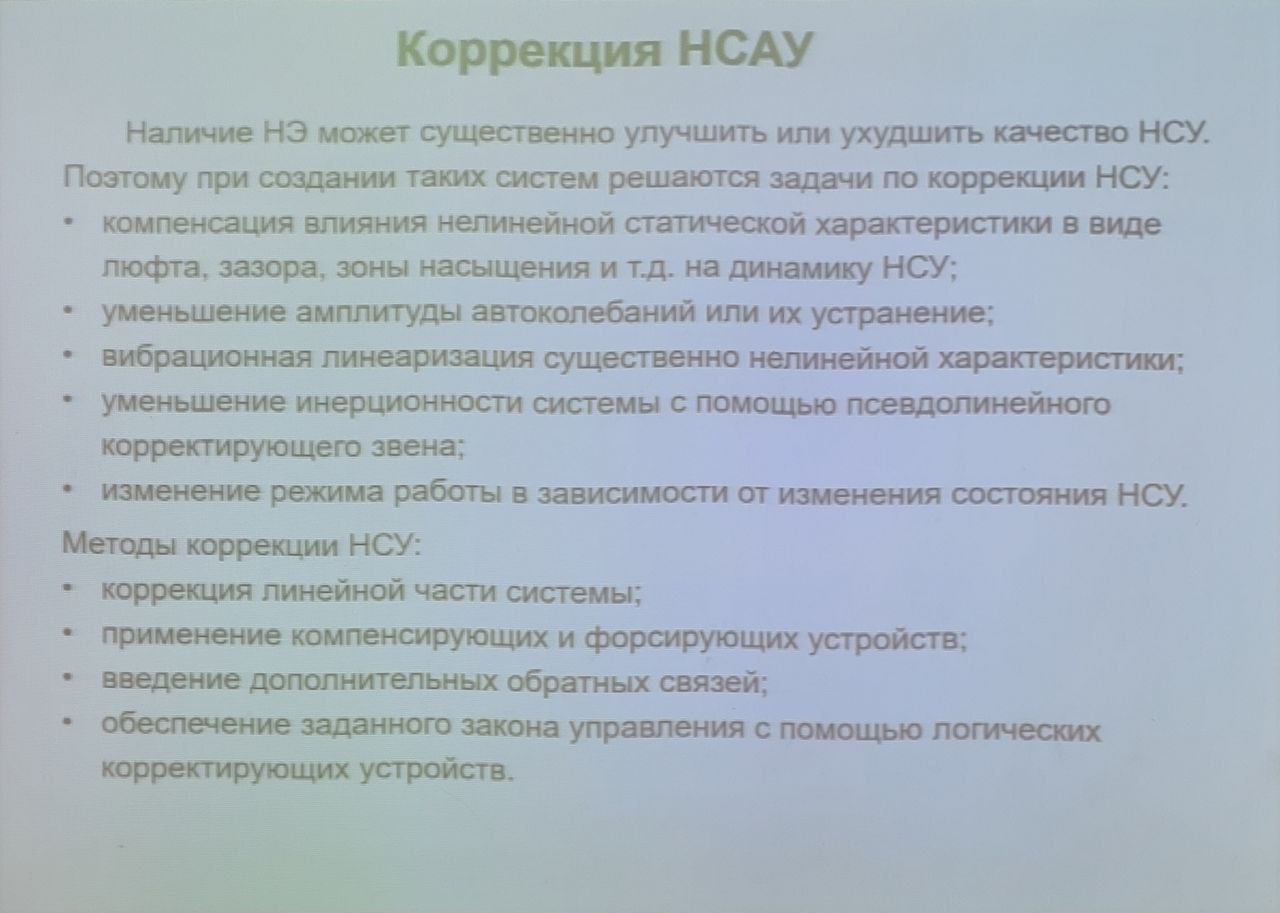 Коррекция НСАУ
Наличие НЭ может существенно улучшить или ухудшить качество НСУ.
Поэтому при создании таких систем решаются задачи по коррекции НСУ:
• компенсация влияния нелинейной статической характеристики в виде
люфта, зазора, зоны насыщения и т.д. на динамику НСУ;
• уменьшение амплитуды автоколебаний или их устранение;
• вибрационная линеаризация существенно нелинейной характеристики;
• уменьшение инерционности системы с помощью псевдолинейного
корректирующего звена;
• изменение режима работы в зависимости от изменения состояния НСУ.
Методы коррекции НСУ:
• коррекция линейной части системы;
• применение компенсирующих и форсирующих устройств;
• введение дополнительных обратных связей;
• обеспечение заданного закона управления с помощью логических
корректирующих устройств.